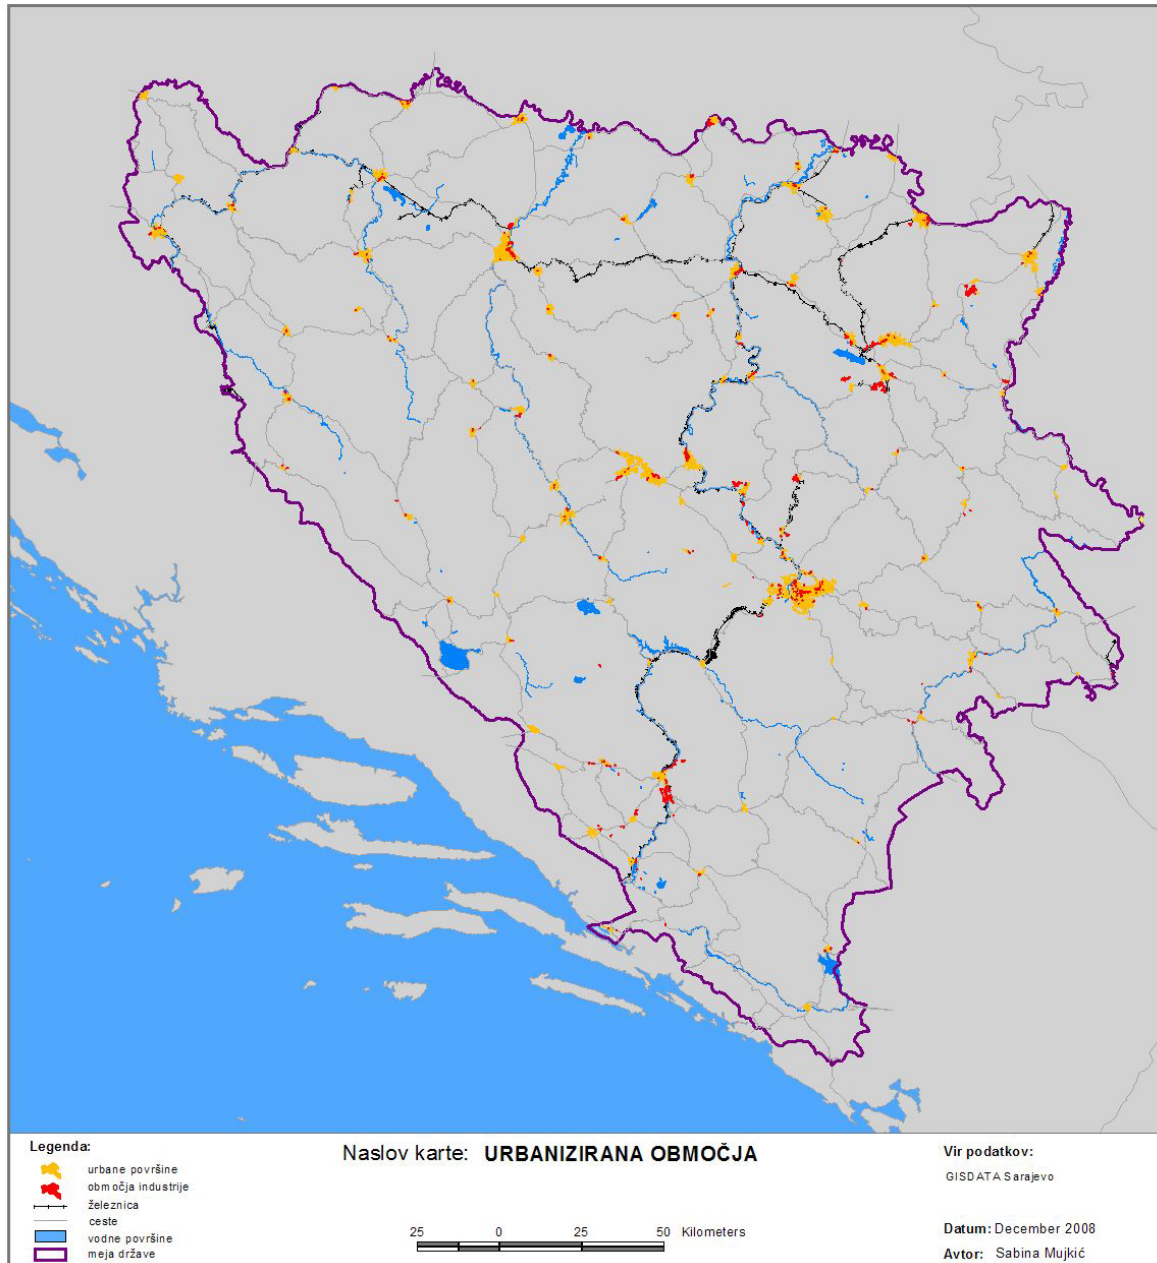 Legenda:
urbane površine
območja industrije
železnica
ceste
vodne površine
meja države
Naslov karte: URBANIZIRANA OBMOČJA
25 0 25 50 Kilometers
Vir podatkov:
GISDATA Sarajevo
Datum: December 2008
Avtor: Sabina Mujkić